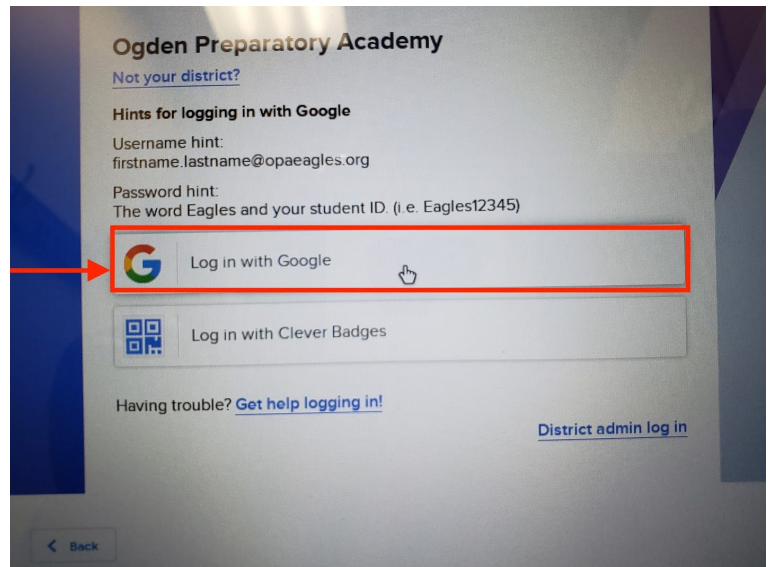 Ogden Preparatory Academy
Not your district?
Hints for logging in with Google
Username hint:
firstname.lastname@opaeagles.org
Password hint:
The word Eagles and your student ID. (i.e. Eagles12345)
Log in with Google
Log in with Clever Badges
Having trouble? Get help logging in!
District admin log in
Back